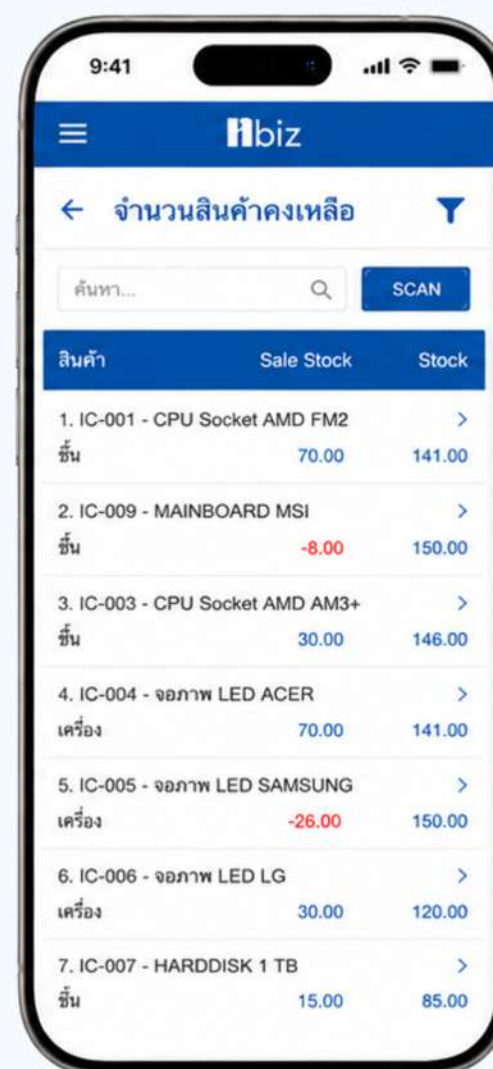 9:41
nbiz
จำนวนสินค้าคงเหลือ
ค้นหา...
SCAN
สินค้า Sale Stock Stock
1. IC-001 - CPU Socket AMD FM2
ชิ้น 70.00 141.00
2. IC-009 - MAINBOARD MSI
ชิ้น -8.00 150.00
3. IC-003 - CPU Socket AMD AM3+
ชิ้น 30.00 146.00
4. IC-004 - จอภาพ LED ACER
เครื่อง 70.00 141.00
5. IC-005 - จอภาพ LED SAMSUNG
เครื่อง -26.00 150.00
6. IC-006 - จอภาพ LED LG
เครื่อง 30.00 120.00
7. IC-007 - HARDDISK 1 TB
ชิ้น 15.00 85.00